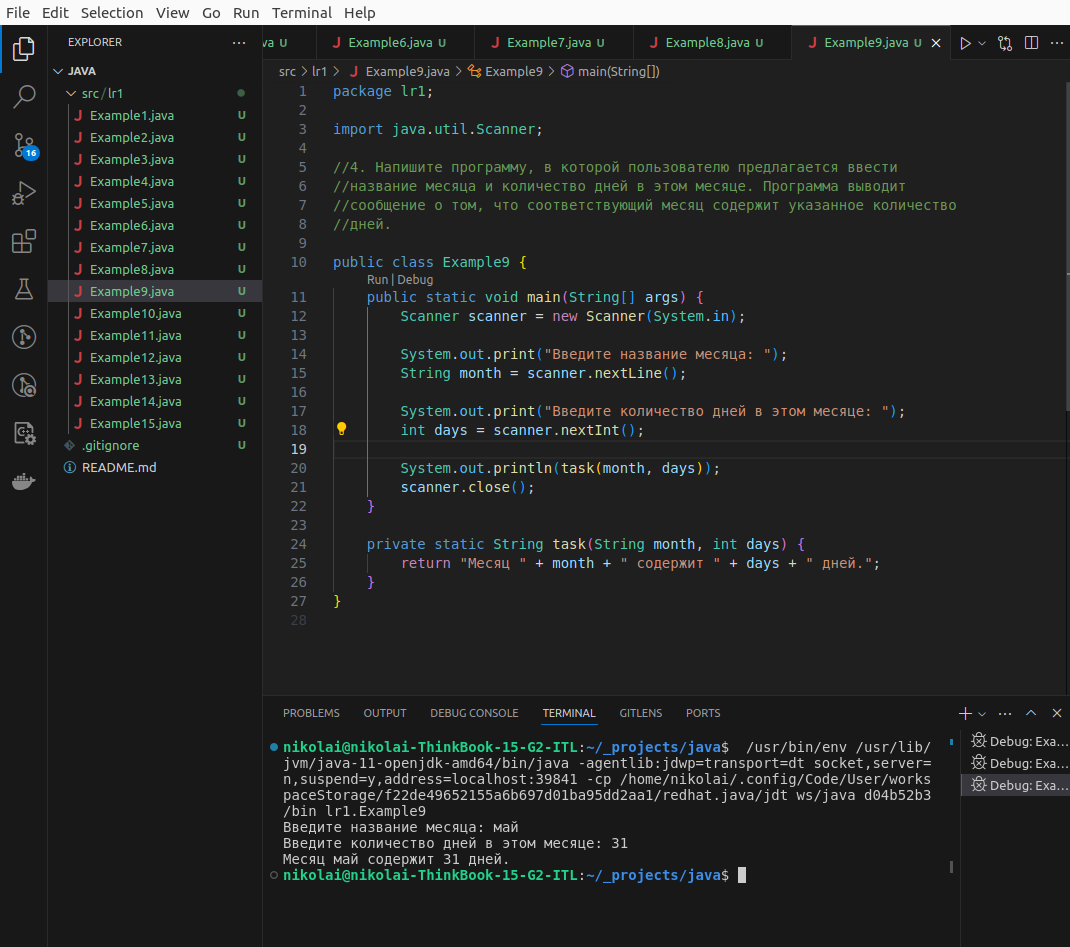 File Edit Selection View Go Run Terminal Help
EXPLORER
JAVA
src/lr1
Example1.java U
Example2.java U
Example3.java U
Example4.java U
Example5.java U
Example6.java U
Example7.java U
Example8.java U
Example9.java U
Example10.java U
Example11.java U
Example12.java U
Example13.java U
Example14.java U
Example15.java U
.gitignore U
README.md
16
va U Example6.java U Example7.java U Example8.java U Example9.java U
src > lr1 > Example9.java > Example9 > main(String[])
1 package lr1;
2
3 import java.util.Scanner;
4
5 //4. Напишите программу, в которой пользователю предлагается ввести
6 //название месяца и количество дней в этом месяце. Программа выводит
7 //сообщение о том, что соответствующий месяц содержит указанное количество
8 //дней.
9
10 public class Example9 {
Run | Debug
11 public static void main(String[] args) {
12 Scanner scanner = new Scanner(System.in);
13
14 System.out.print("Введите название месяца: ");
15 String month = scanner.nextLine();
16
17 System.out.print("Введите количество дней в этом месяце: ");
18 int days = scanner.nextInt();
19
20 System.out.println(task(month, days));
21 scanner.close();
22 }
23
24 private static String task(String month, int days) {
25 return "Месяц " + month + " содержит " + days + " дней.";
26 }
27 }
28
PROBLEMS OUTPUT DEBUG CONSOLE TERMINAL GITLENS PORTS
nikolai@nikolai-ThinkBook-15-G2-ITL:~/_projects/java$ /usr/bin/env /usr/lib/
jvm/java-11-openjdk-amd64/bin/java -agentlib:jdwp=transport=dt socket,server=
n,suspend=y,address=localhost:39841 -cp /home/nikolai/.config/Code/User/works
paceStorage/f22de49652155a6b697d01ba95dd2aa1/redhat.java/jdt ws/java d04b52b3
/bin lr1.Example9
Введите название месяца: май
Введите количество дней в этом месяце: 31
Месяц май содержит 31 дней.
nikolai@nikolai-ThinkBook-15-G2-ITL:~/_projects/java$
Debug: Exa...
Debug: Exa...
Debug: Exa...